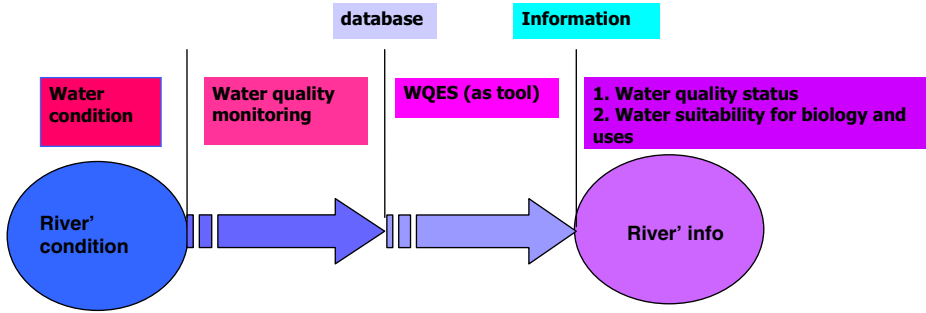 database
Information
Water
condition
Water quality
monitoring
WQES (as tool)
1. Water quality status
2. Water suitability for biology and
uses
River'
condition
River' info